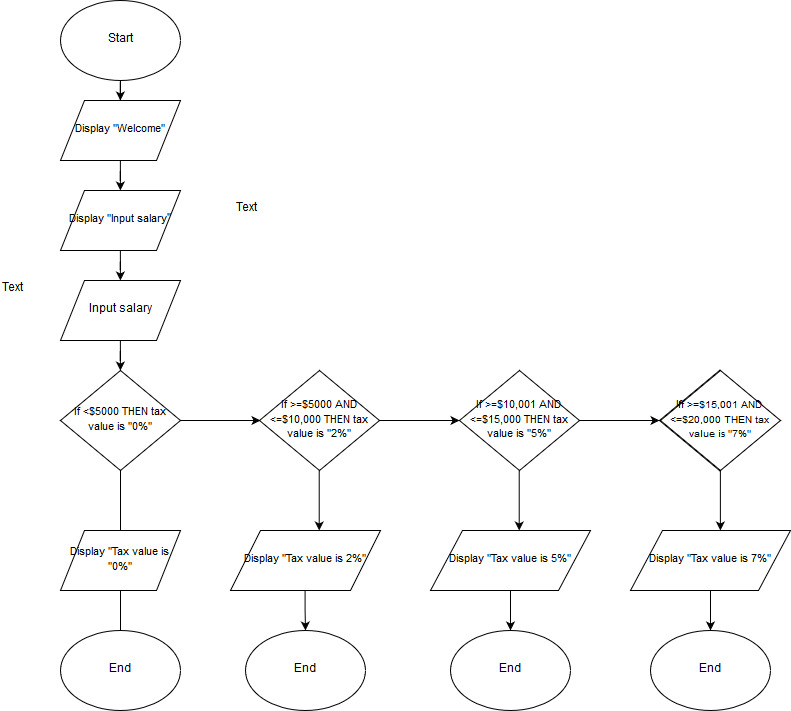 Start
Display "Welcome"
Display "Input salary"
Text
Text
Input salary
If <$5000 THEN tax
value is "0%"
If >=$5000 AND
<=$10,000 THEN tax
value is "2%"
If >=$10,001 AND
<=$15,000 THEN tax
value is "5%"
If >=$15,001 AND
<=$20,000 THEN tax
value is "7%"
Display "Tax value is
"0%"
Display "Tax value is 2%"
Display "Tax value is 5%"
Display "Tax value is 7%"
End
End
End
End